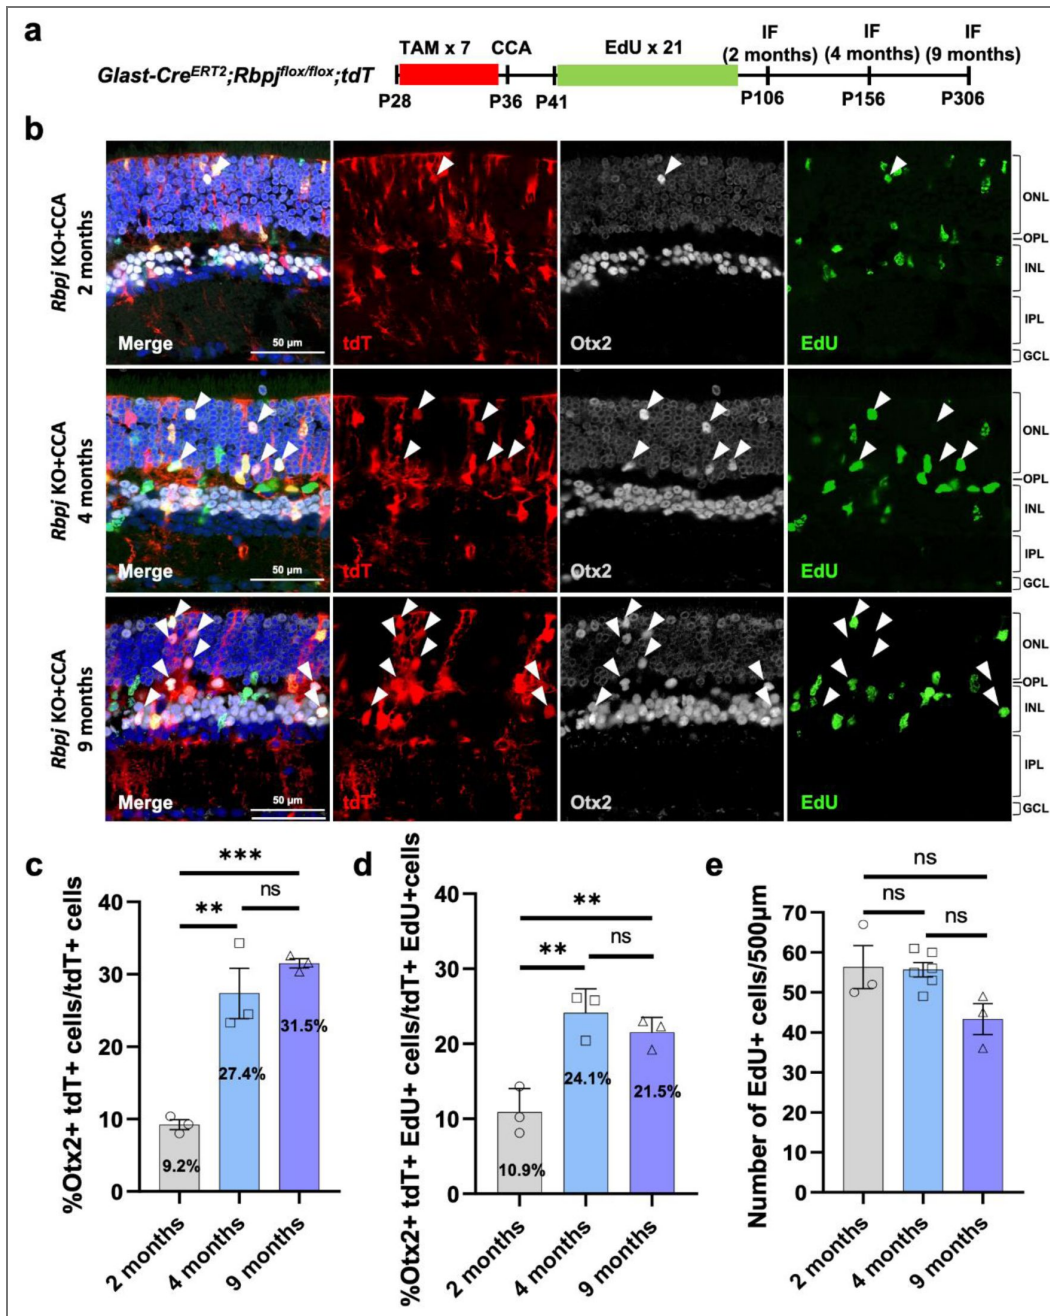 a
TAM x 7
CCA
EdU x 21
IF
(2 months)
IF
(4 months)
IF
(9 months)
Glast-Cre^ERT2;Rbpj^flox/flox;tdT
P28
P36
P41
P106
P156
P306
b
Rbpj KO+CCA
2 months
Merge
50 µm
tdT
Otx2
EdU
ONL
OPL
INL
IPL
GCL
Rbpj KO+CCA
4 months
Merge
50 µm
tdT
Otx2
EdU
ONL
OPL
INL
IPL
GCL
Rbpj KO+CCA
9 months
Merge
50 µm
tdT
Otx2
EdU
ONL
OPL
INL
IPL
GCL
c
%Otx2+ tdT+ cells/tdT+ cells
***
**
ns
40
30
20
10
0
9.2%
27.4%
31.5%
2 months
4 months
9 months
d
%Otx2+ tdT+ EdU+ cells/tdT+ EdU+cells
**
**
ns
40
30
20
10
0
10.9%
24.1%
21.5%
2 months
4 months
9 months
e
Number of EdU+ cells/500µm
ns
ns
ns
70
60
50
40
30
20
10
0
2 months
4 months
9 months